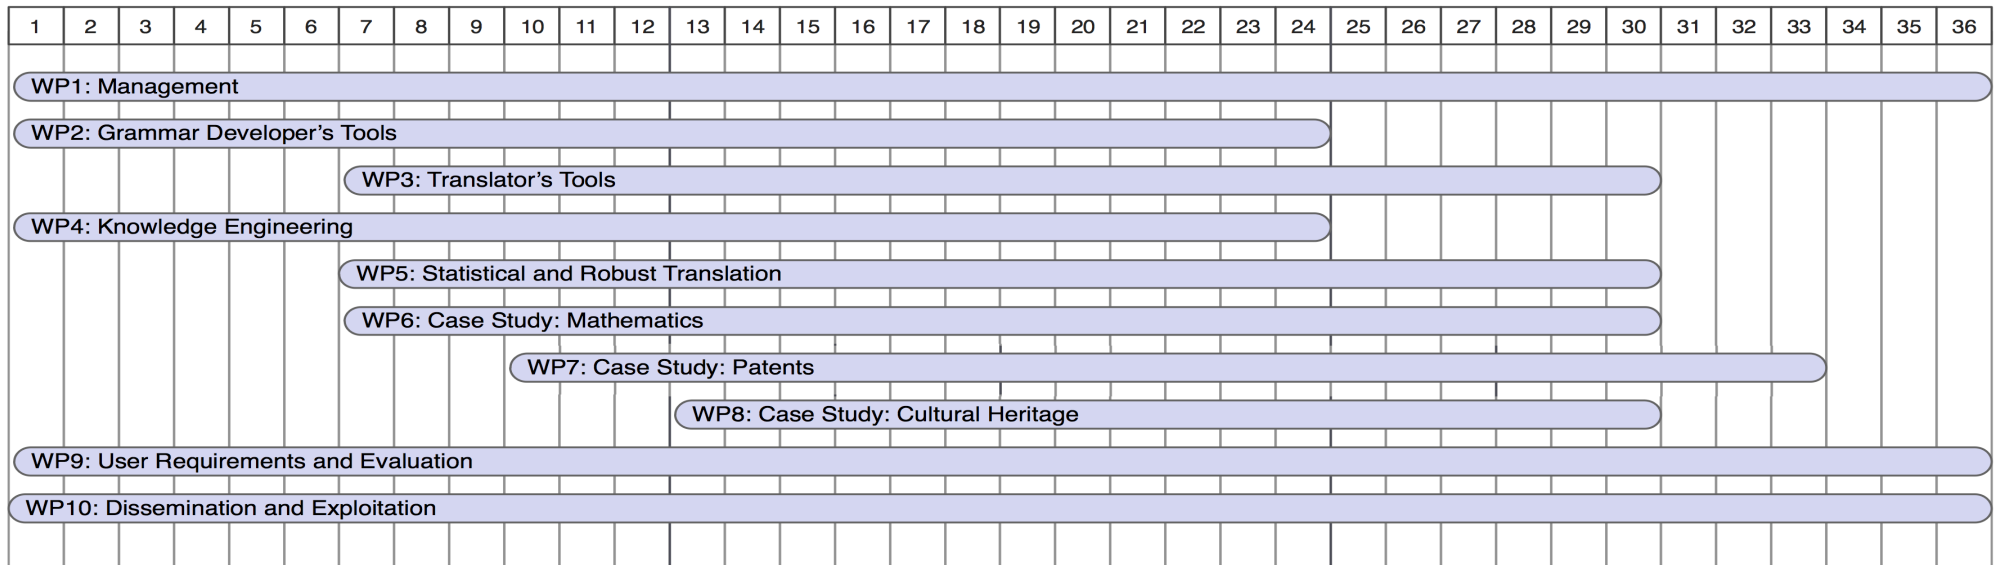 1 2 3 4 5 6 7 8 9 10 11 12 13 14 15 16 17 18 19 20 21 22 23 24 25 26 27 28 29 30 31 32 33 34 35 36
WP1: Management
WP2: Grammar Developer’s Tools
WP3: Translator’s Tools
WP4: Knowledge Engineering
WP5: Statistical and Robust Translation
WP6: Case Study: Mathematics
WP7: Case Study: Patents
WP8: Case Study: Cultural Heritage
WP9: User Requirements and Evaluation
WP10: Dissemination and Exploitation